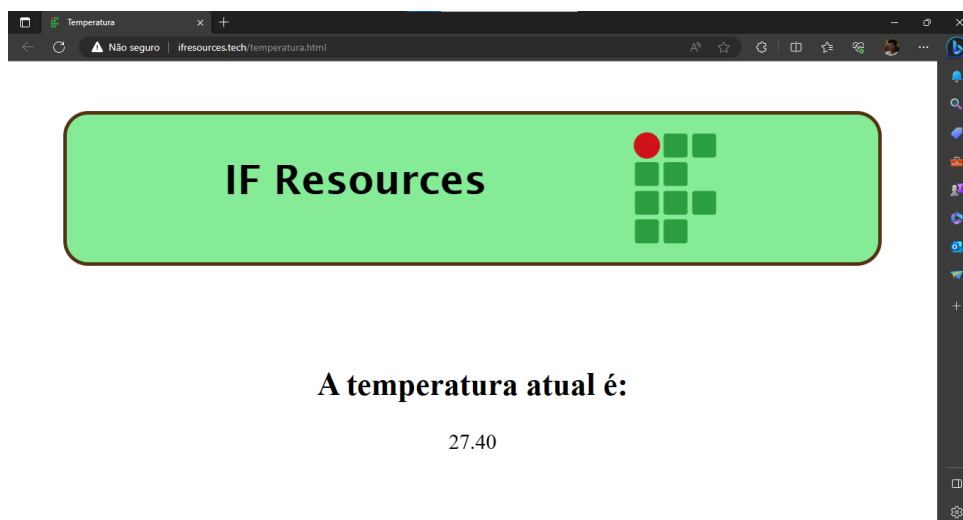 Temperatura
Não seguro | ifresources.tech/temperatura.html
IF Resources
A temperatura atual é:
27.40